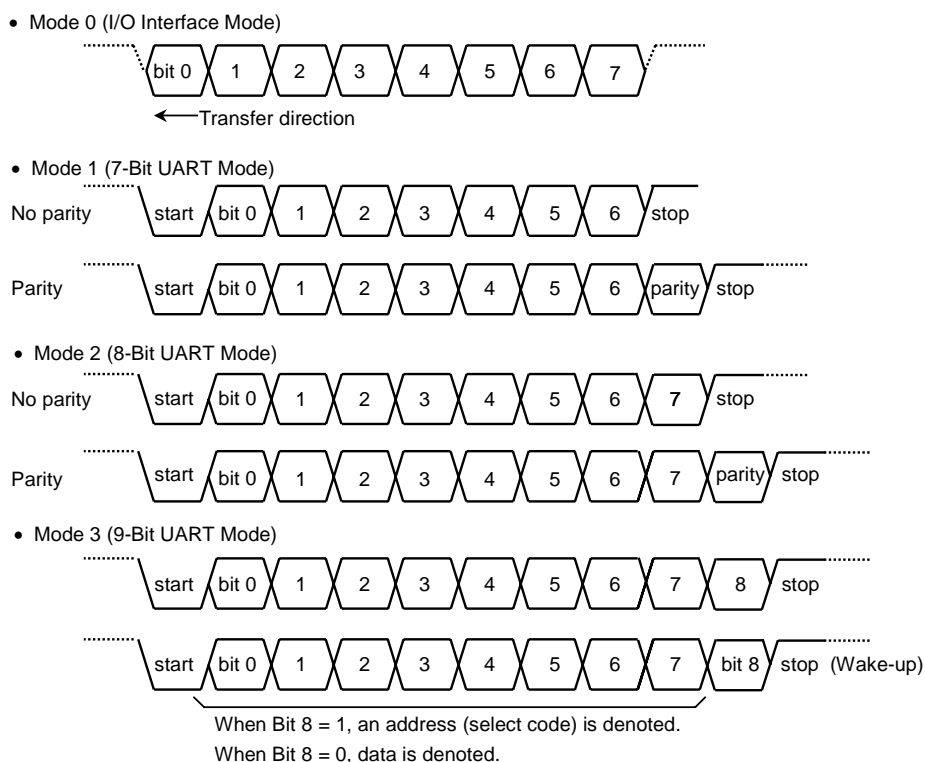 • Mode 0 (I/O Interface Mode)
bit 0 1 2 3 4 5 6 7
Transfer direction
• Mode 1 (7-Bit UART Mode)
No parity start bit 0 1 2 3 4 5 6 stop
Parity start bit 0 1 2 3 4 5 6 parity stop
• Mode 2 (8-Bit UART Mode)
No parity start bit 0 1 2 3 4 5 6 7 stop
Parity start bit 0 1 2 3 4 5 6 7 parity stop
• Mode 3 (9-Bit UART Mode)
start bit 0 1 2 3 4 5 6 7 8 stop
start bit 0 1 2 3 4 5 6 7 bit 8 stop (Wake-up)
When Bit 8 = 1, an address (select code) is denoted.
When Bit 8 = 0, data is denoted.